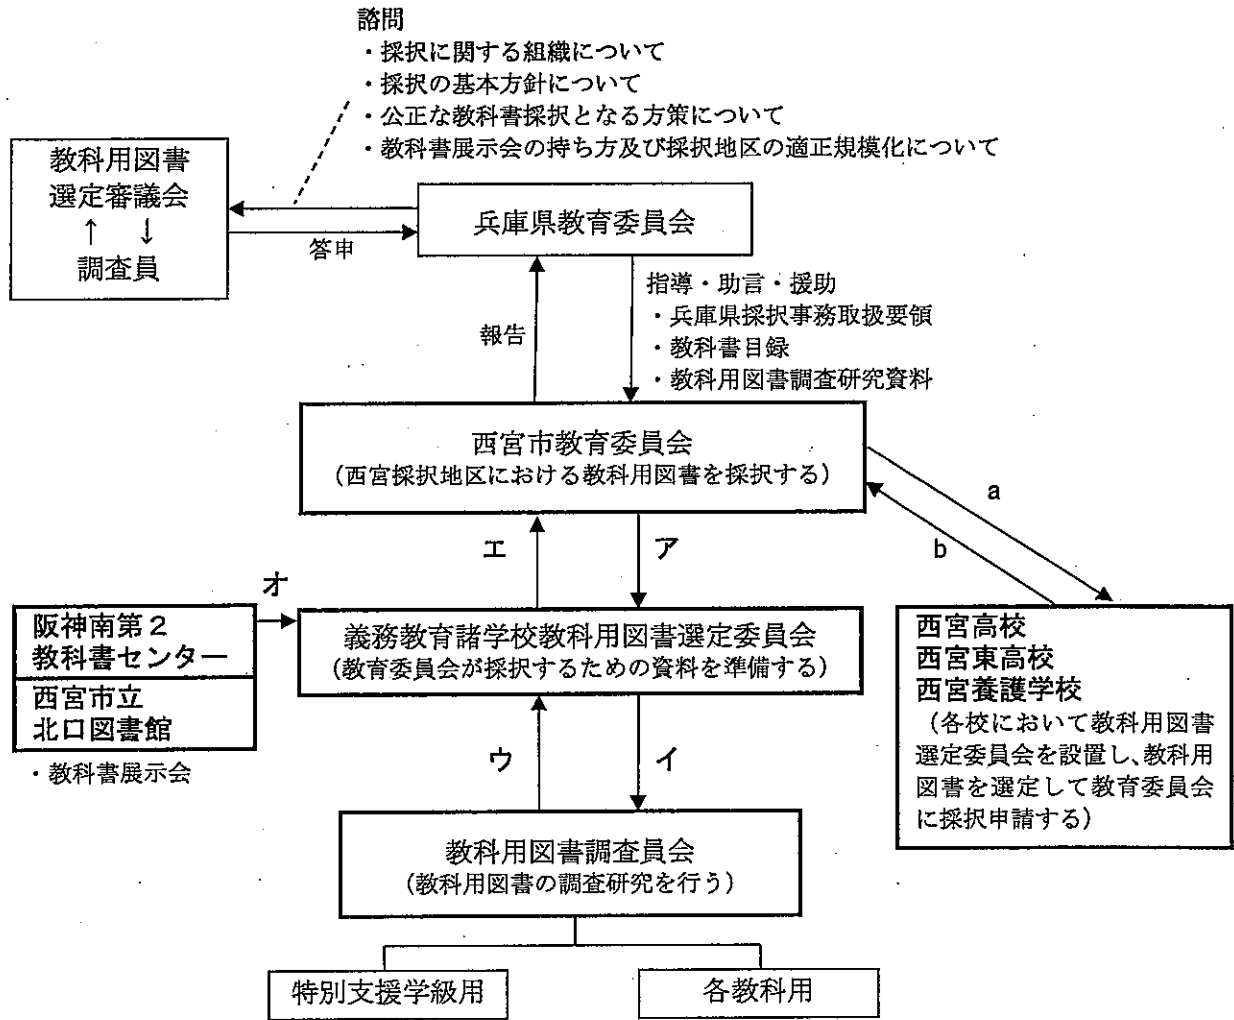 諮問
・採択に関する組織について
・採択の基本方針について
・公正な教科書採択となる方策について
・教科書展示会の持ち方及び採択地区の適正規模化について
教科用図書
選定審議会
↑ ↓
調査員
兵庫県教育委員会
答申
指導・助言・援助
・兵庫県採択事務取扱要領
・教科書目録
・教科用図書調査研究資料
報告
西宮市教育委員会
（西宮採択地区における教科用図書を採択する）
a
b
エ
ア
オ
阪神南第２
教科書センター
西宮市立
北口図書館
・教科書展示会
義務教育諸学校教科用図書選定委員会
（教育委員会が採択するための資料を準備する）
西宮高校
西宮東高校
西宮養護学校
（各校において教科用図書
選定委員会を設置し、教科用
図書を選定して教育委員会
に採択申請する）
ウ
イ
教科用図書調査員会
（教科用図書の調査研究を行う）
特別支援学級用
各教科用